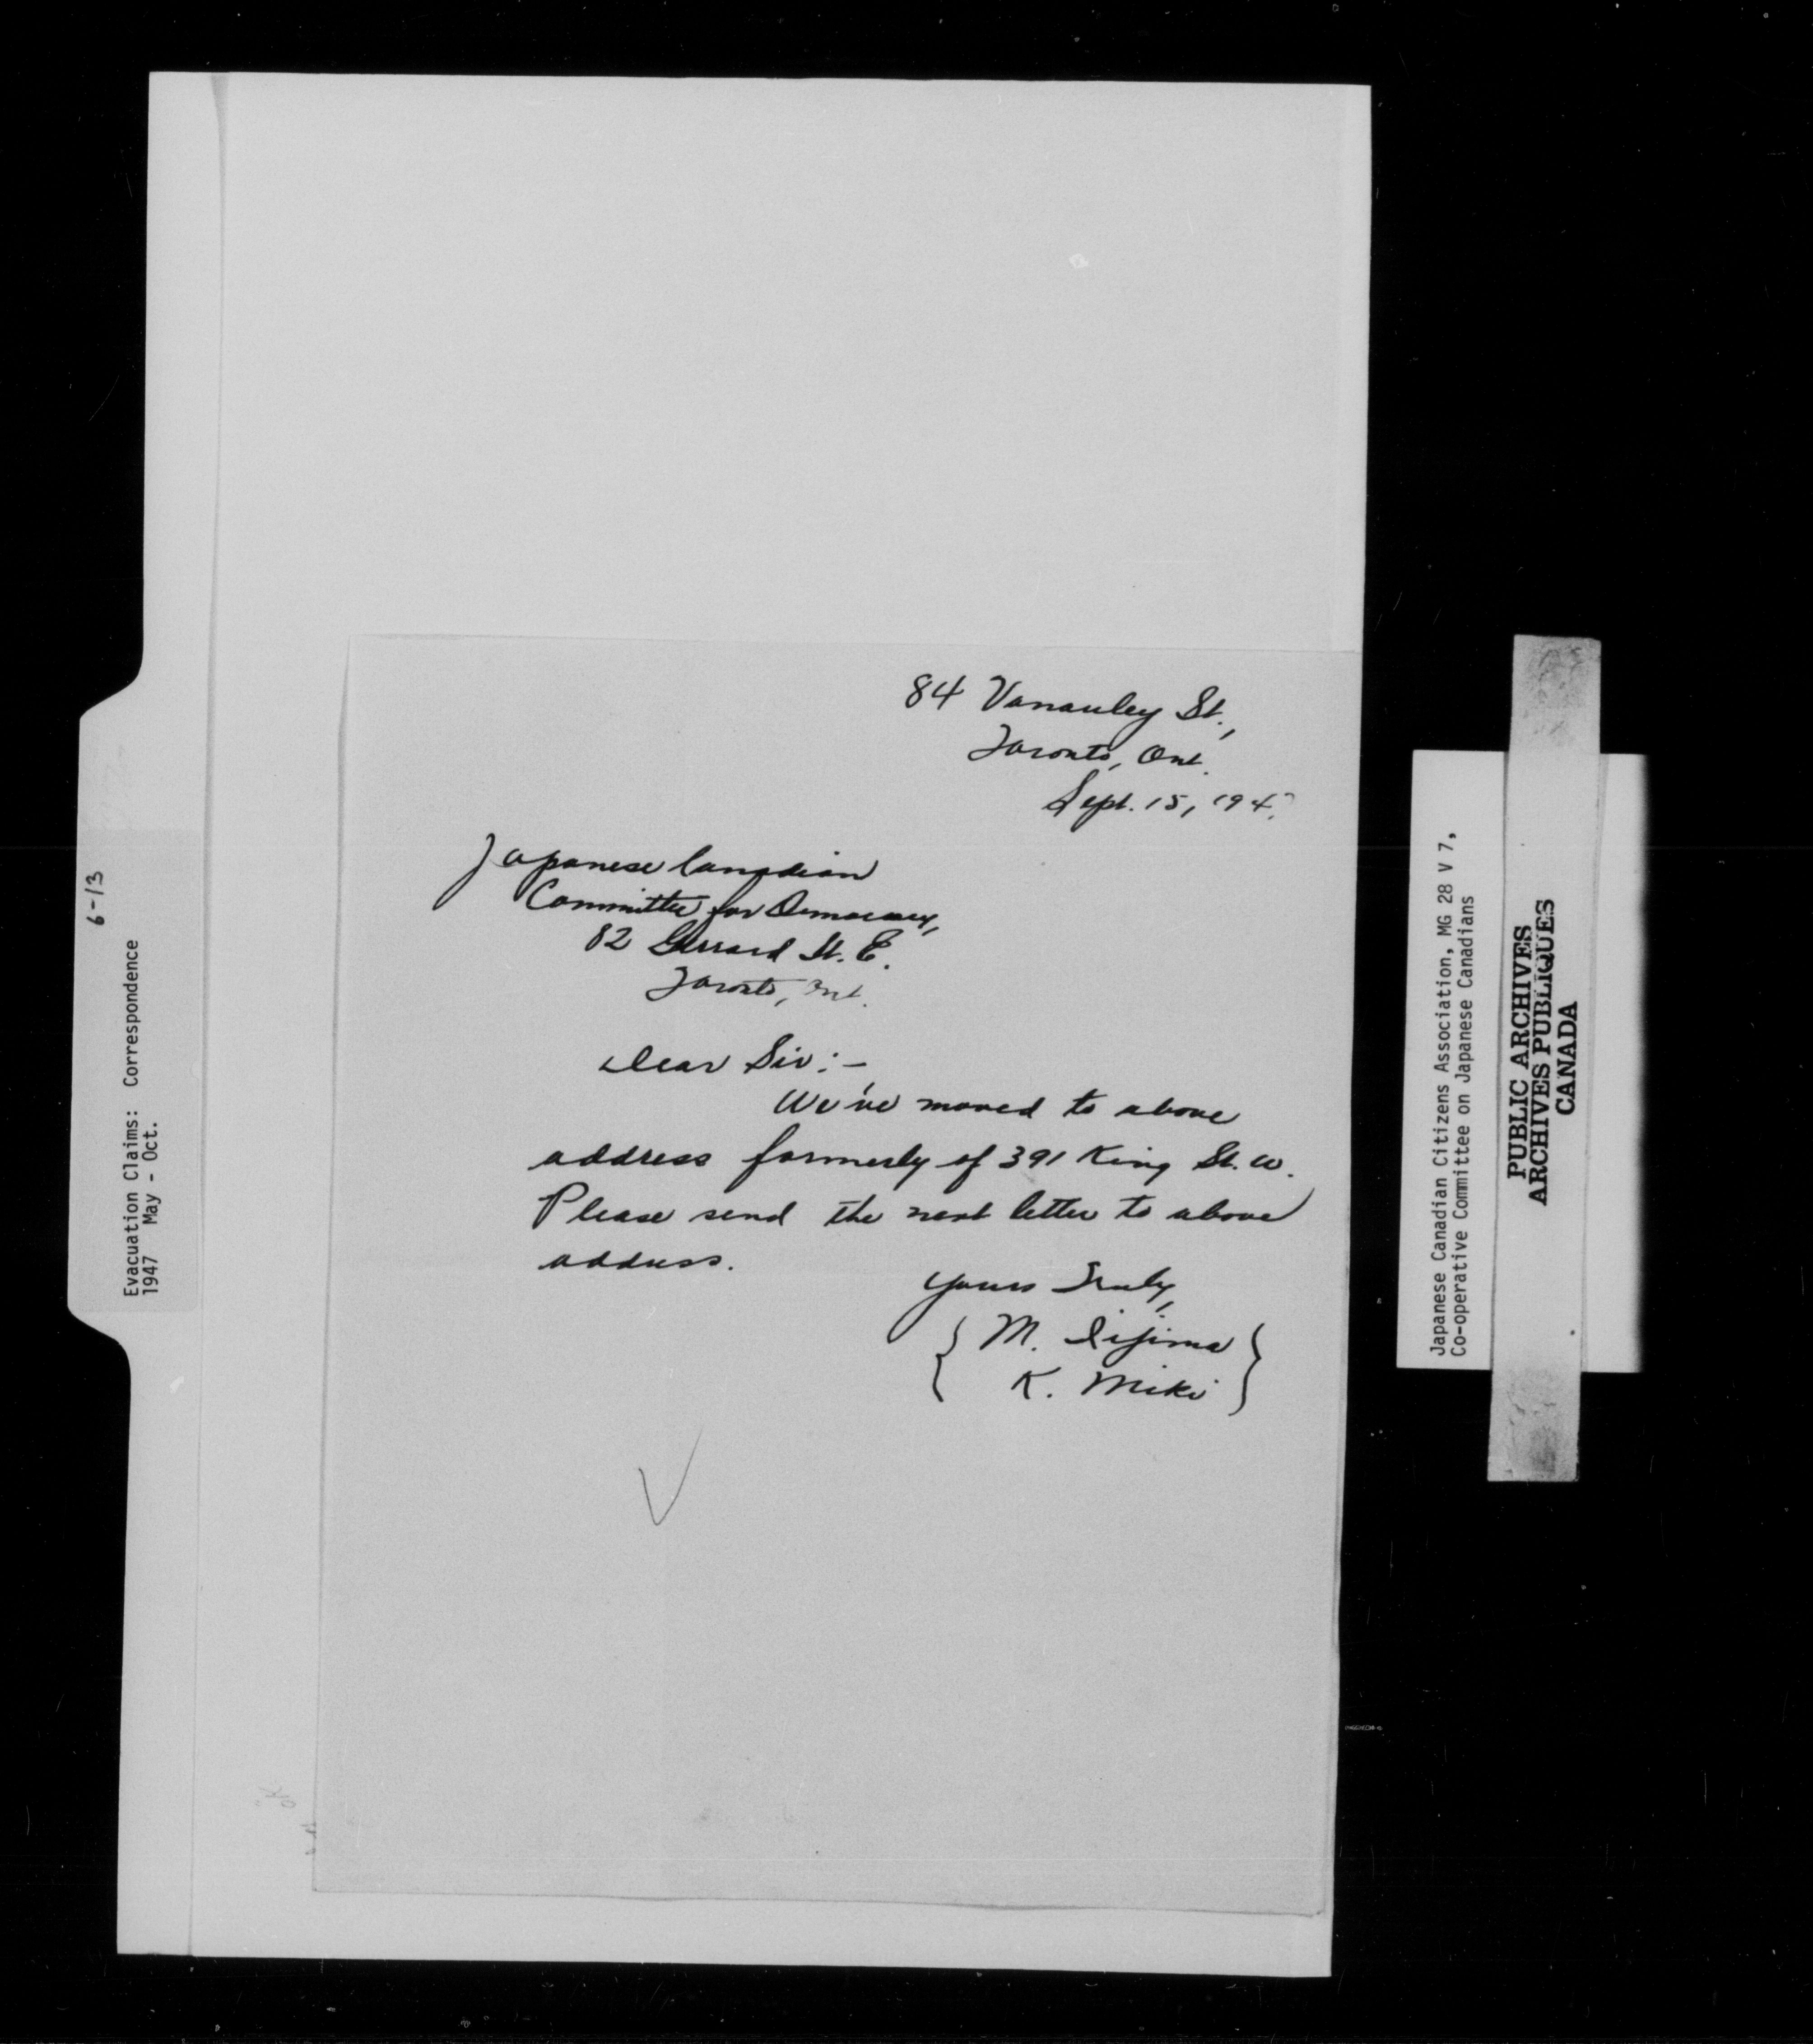 84 Vanauley St.,
Toronto, Ont.
Sept. 15, 194
Japanese Canadian
Committee for Democracy,
82 Gerrard St. E.
Toronto, Ont.
Dear Sir:-
We've moved to above
address formerly of 391 King St. W.
Please send the next letter to above
address.
Yours Truly,
{ M. Iijima }
{ K. Miki }
6-13
Evacuation Claims: Correspondence
1947 May - Oct.
Japanese Canadian Citizens Association, MG 28 V 7,
Co-operative Committee on Japanese Canadians
PUBLIC ARCHIVES
ARCHIVES PUBLIQUES
CANADA